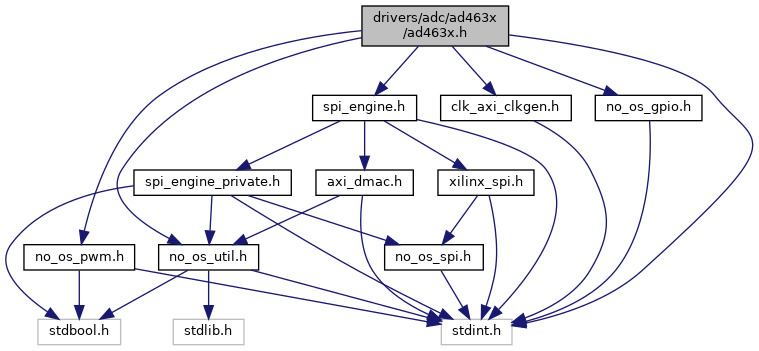 drivers/adc/ad463x
/ad463x.h
spi_engine.h
clk_axi_clkgen.h
no_os_gpio.h
spi_engine_private.h
axi_dmac.h
xilinx_spi.h
no_os_pwm.h
no_os_util.h
no_os_spi.h
stdbool.h
stdlib.h
stdint.h